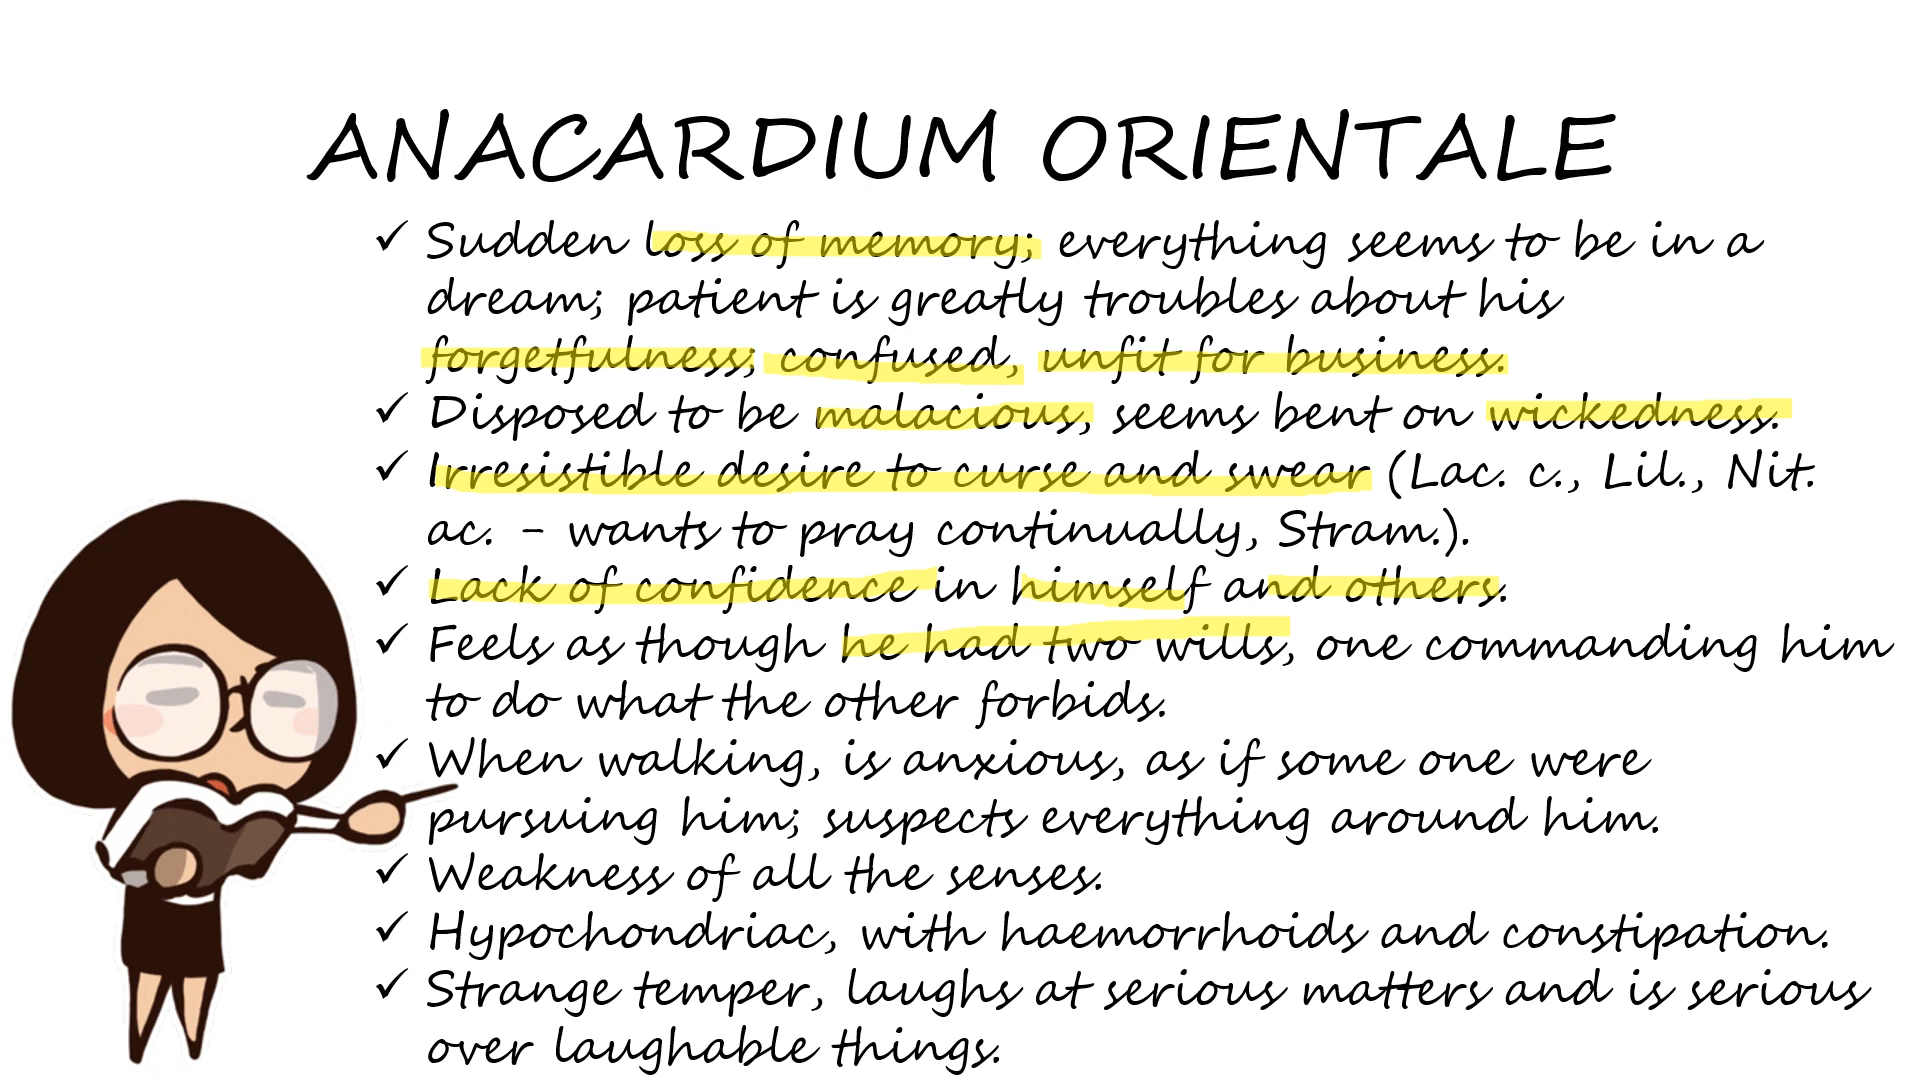 ANACARDIUM ORIENTALE
✓ Sudden loss of memory; everything seems to be in a
dream; patient is greatly troubles about his
forgetfulness; confused, unfit for business.
✓ Disposed to be malacious, seems bent on wickedness.
✓ Irresistible desire to curse and swear (Lac. c., Lil., Nit.
ac. - wants to pray continually, Stram.).
✓ Lack of confidence in himself and others.
✓ Feels as though he had two wills, one commanding him
to do what the other forbids.
✓ When walking, is anxious, as if some one were
pursuing him; suspects everything around him.
✓ Weakness of all the senses.
✓ Hypochondriac, with haemorrhoids and constipation.
✓ Strange temper, laughs at serious matters and is serious
over laughable things.